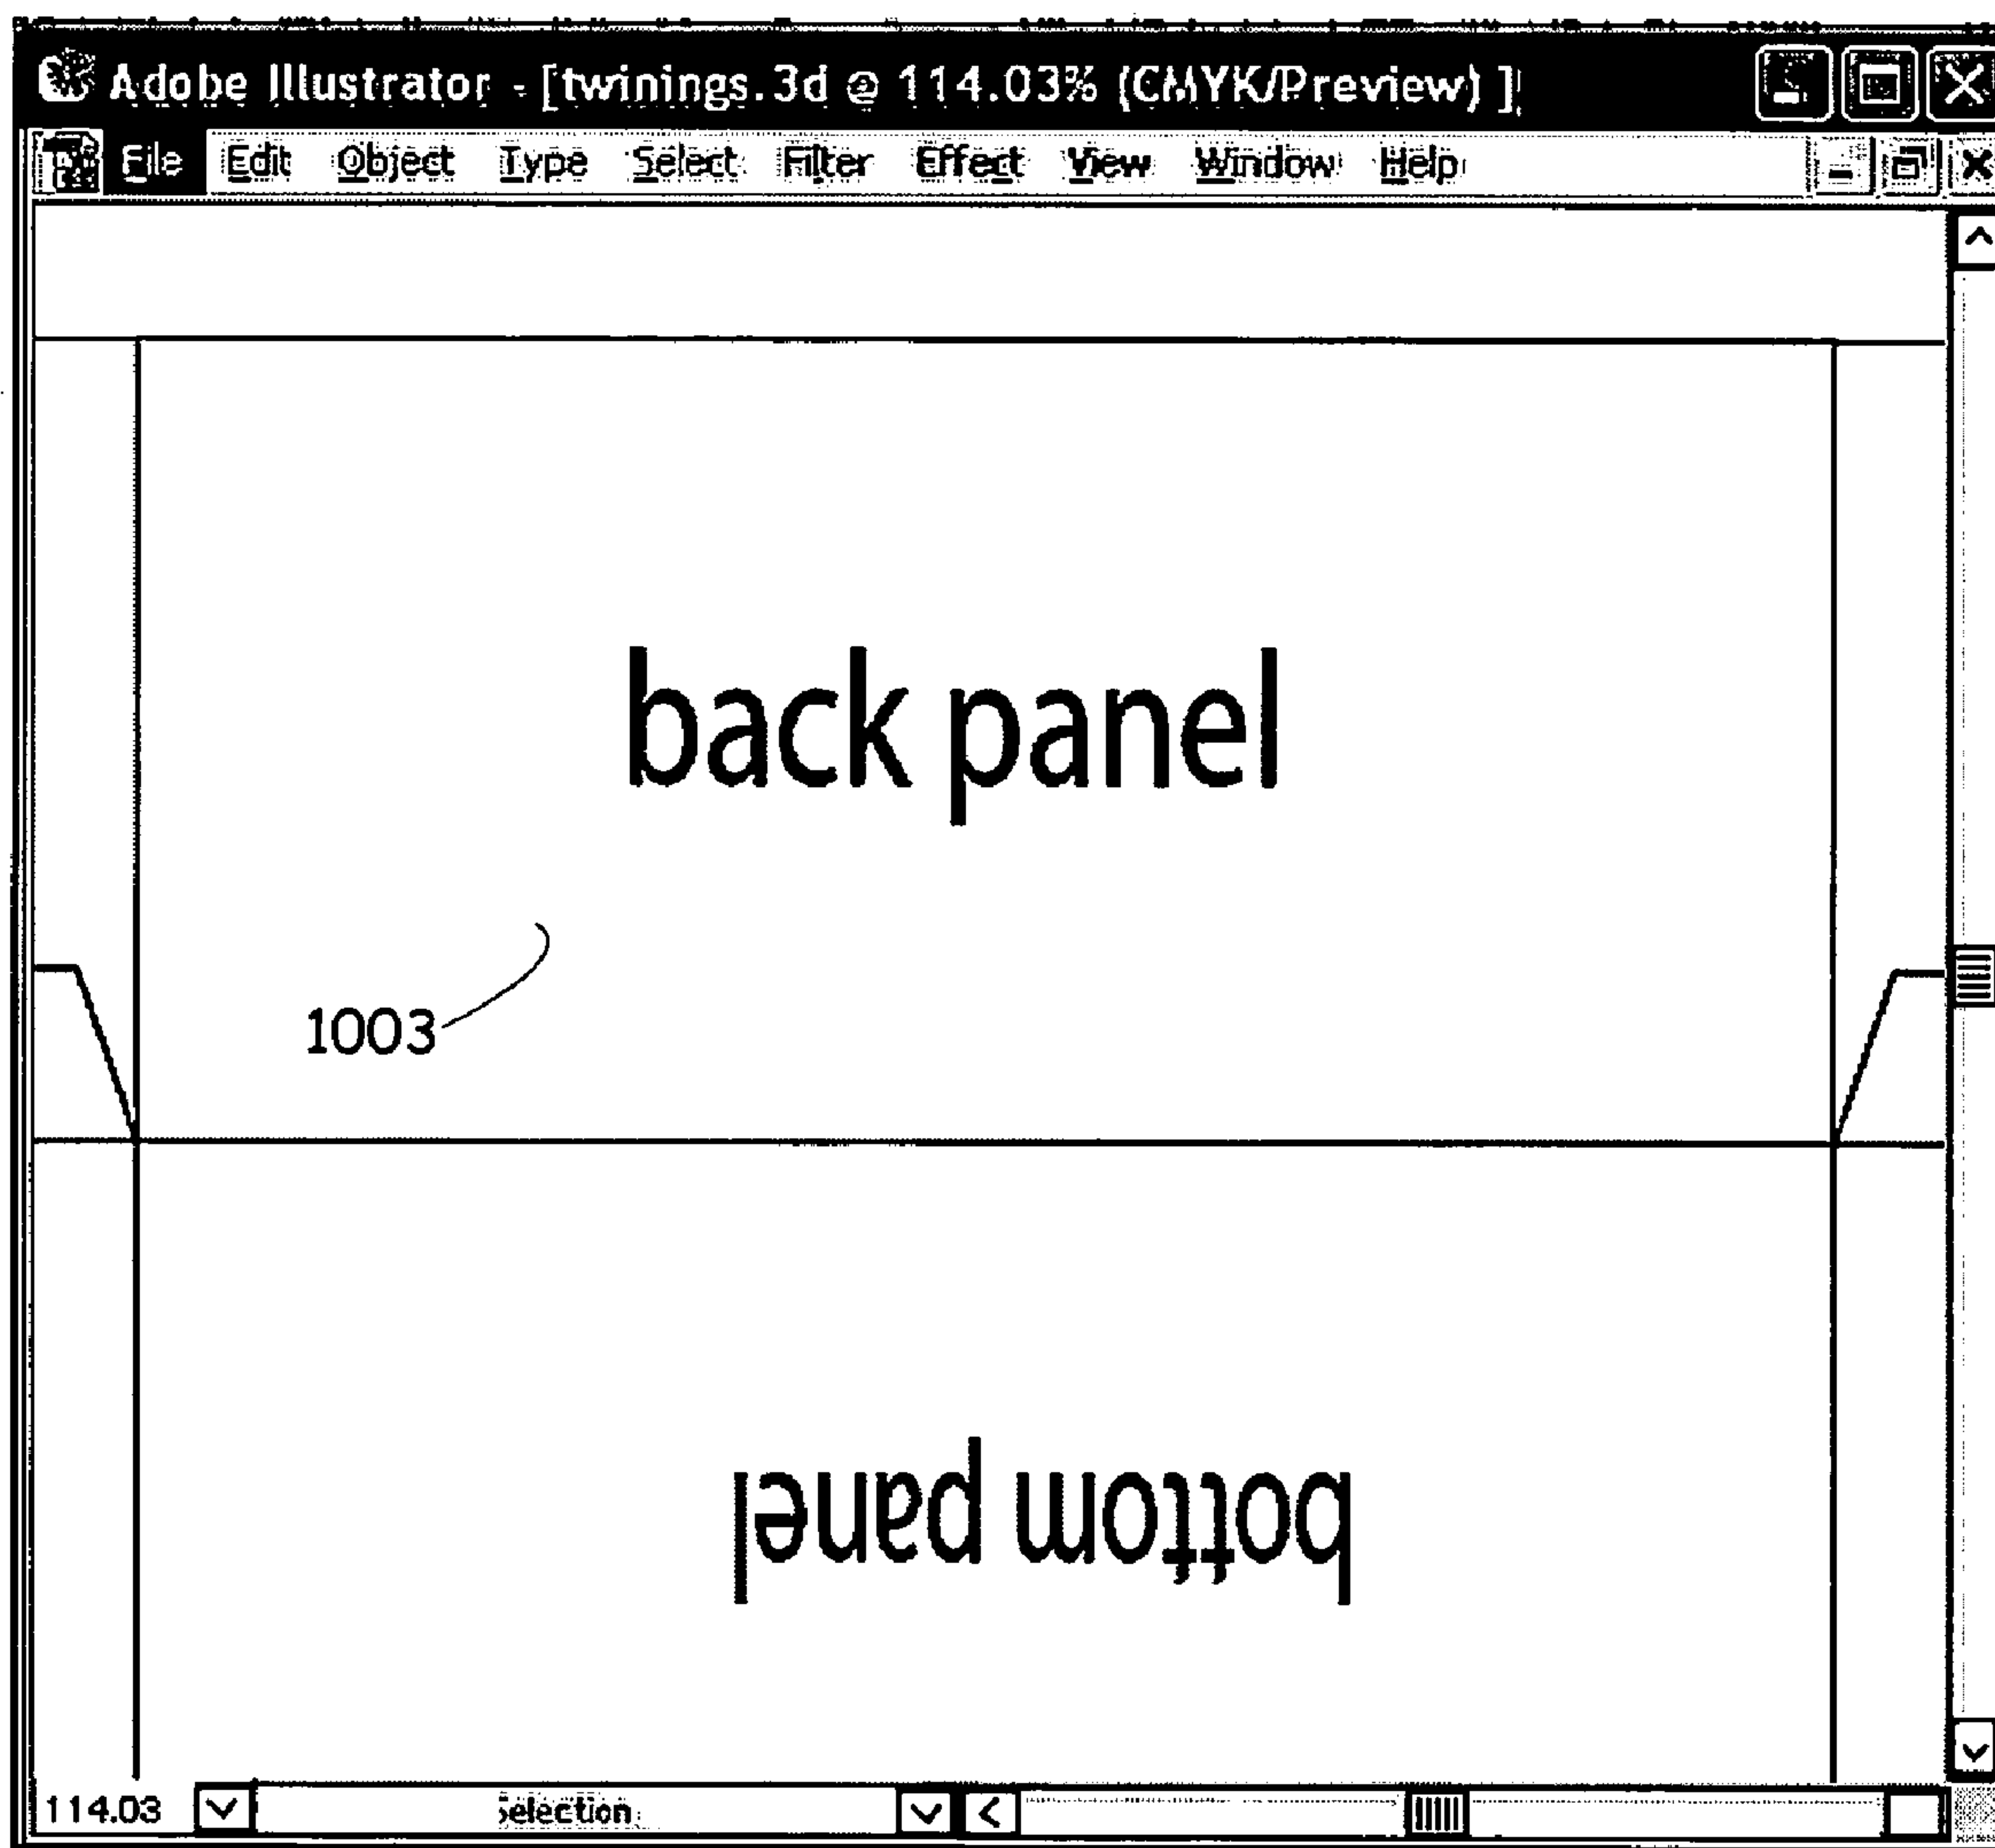 Adobe Illustrator - [twinings.3d @ 114.03% (CMYK/Preview) ]
File Edit Object Type Select Filter Effect View Window Help
back panel
1003
bottom panel
114.03 Selection